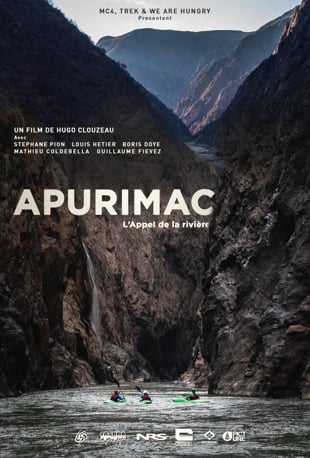 MC4, TREK & WE ARE HUNGRY
Présentent
UN FILM DE HUGO CLOUZEAU
Avec
STEPHANE PION LOUIS HETIER BORIS DOYE
MATHIEU COLDEBELLA GUILLAUME FIEVEZ
APURIMAC
L'Appel de la rivière
NRS